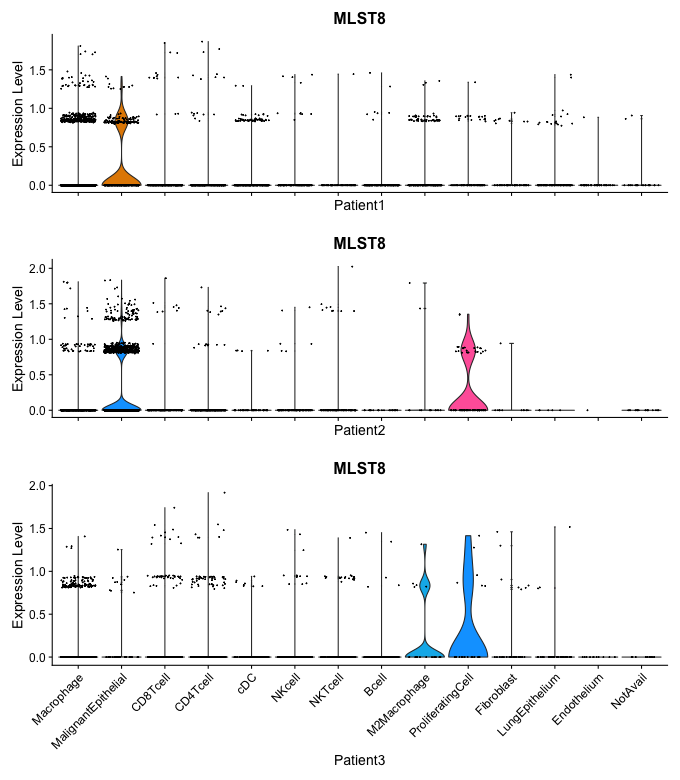 MLST8
Expression Level
1.5
1.0
0.5
0.0
Patient1
MLST8
Expression Level
2.0
1.5
1.0
0.5
0.0
Patient2
MLST8
Expression Level
2.0
1.5
1.0
0.5
0.0
Macrophage
MalignantEpithelial
CD8Tcell
CD4Tcell
cDC
NKcell
NKTcell
Bcell
M2Macrophage
ProliferatingCell
Fibroblast
LungEpithelium
Endothelium
NotAvail
Patient3